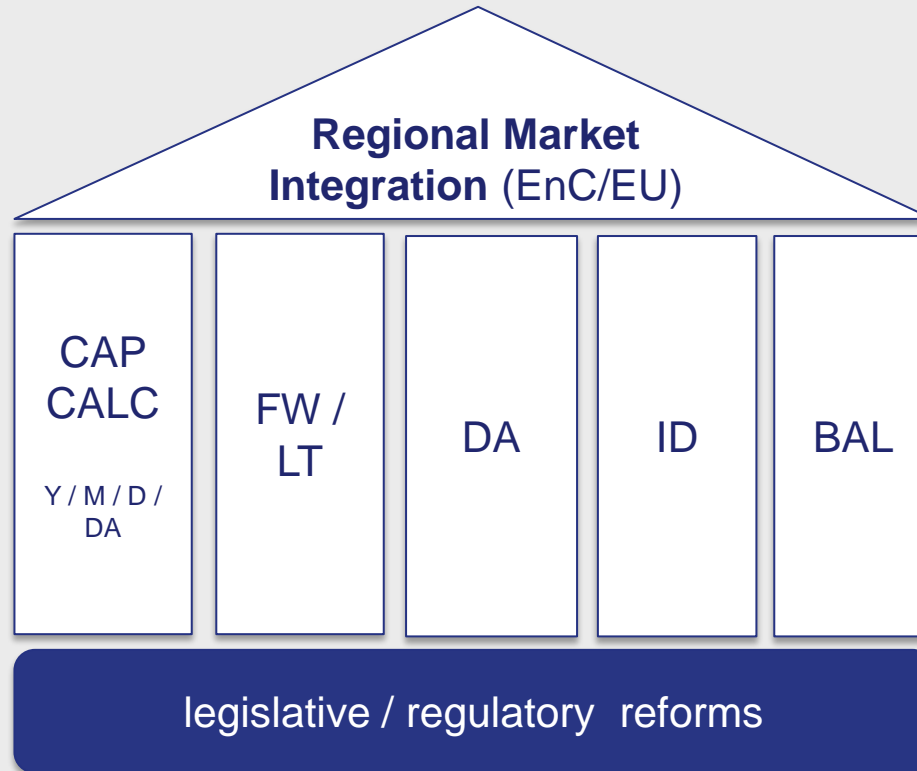 Regional Market
Integration (EnC/EU)
CAP
CALC
Y / M / D /
DA
FW /
LT
DA
ID
BAL
legislative / regulatory reforms